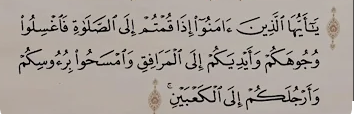 يَـٰٓأَيُّهَا ٱلَّذِينَ ءَامَنُوٓا۟ إِذَا قُمۡتُمۡ إِلَى ٱلصَّلَوٰةِ فَٱغۡسِلُوا۟
وُجُوهَكُمۡ وَأَيۡدِيَكُمۡ إِلَى ٱلۡمَرَافِقِ وَٱمۡسَحُوا۟ بِرُءُوسِكُمۡ
وَأَرۡجُلَكُمۡ إِلَى ٱلۡكَعۡبَيۡنِۚ